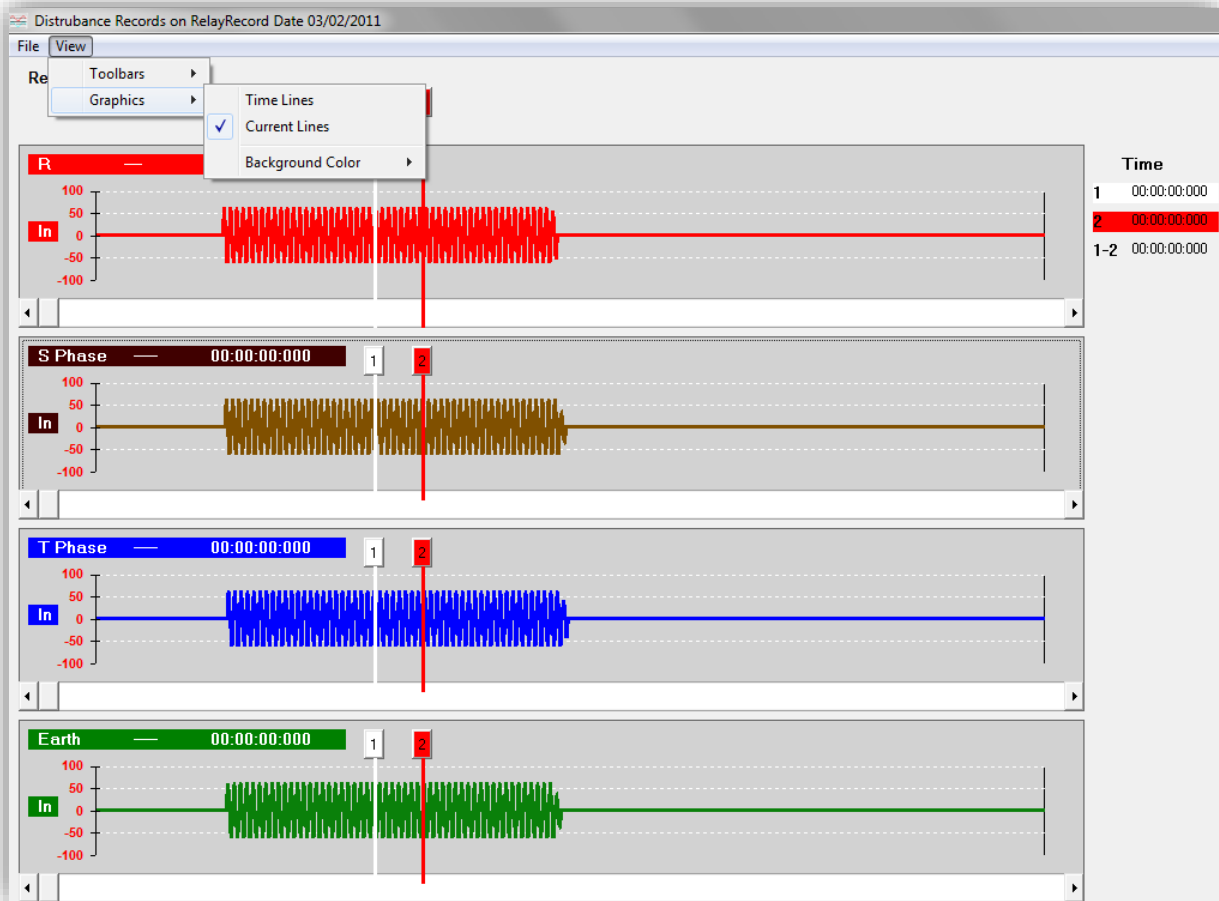 Distrubance Records on RelayRecord Date 03/02/2011
File View
Re
Toolbars
Graphics
Time Lines
Current Lines
Background Color
R —
100
50
In 0
-50
-100
Time
1 00:00:00:000
2 00:00:00:000
1-2 00:00:00:000
S Phase — 00:00:00:000 1 2
100
50
In 0
-50
-100
T Phase — 00:00:00:000 1 2
100
50
In 0
-50
-100
Earth — 00:00:00:000 1 2
100
50
In 0
-50
-100